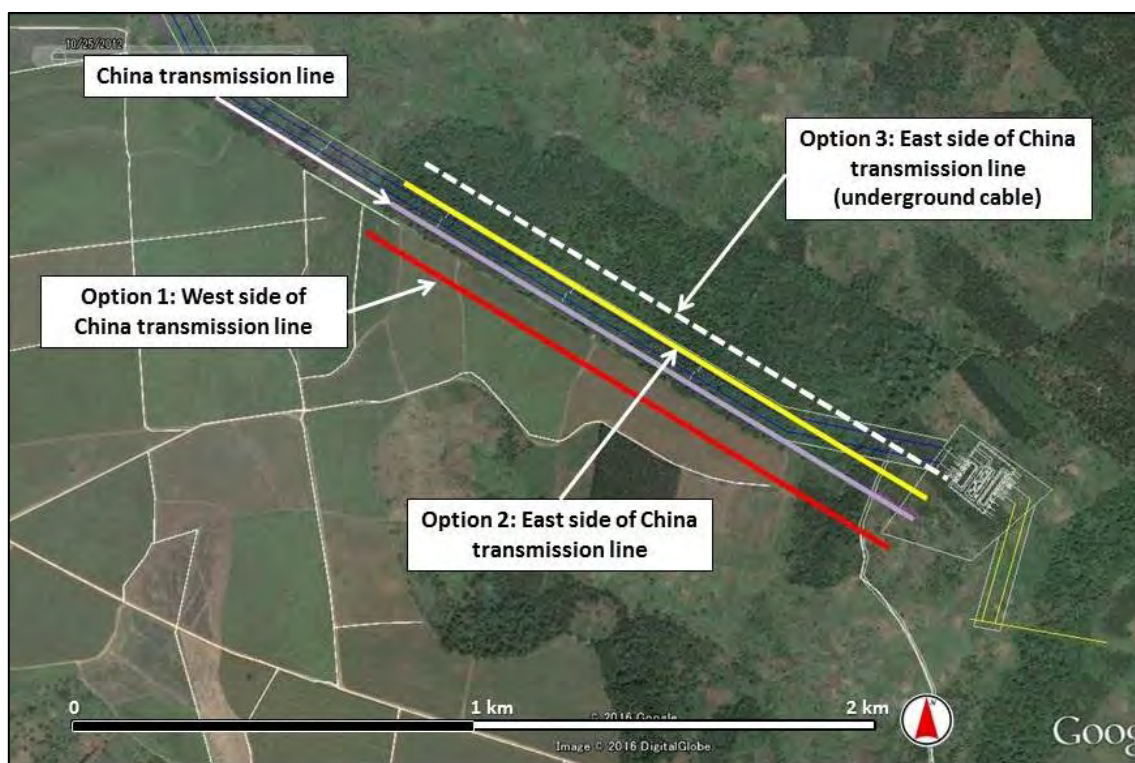 10/25/2012
China transmission line
Option 3: East side of China
transmission line
(underground cable)
Option 1: West side of
China transmission line
Option 2: East side of China
transmission line
0
1 km
2 km
© 2016 Google
Image © 2016 DigitalGlobe
N
Goog